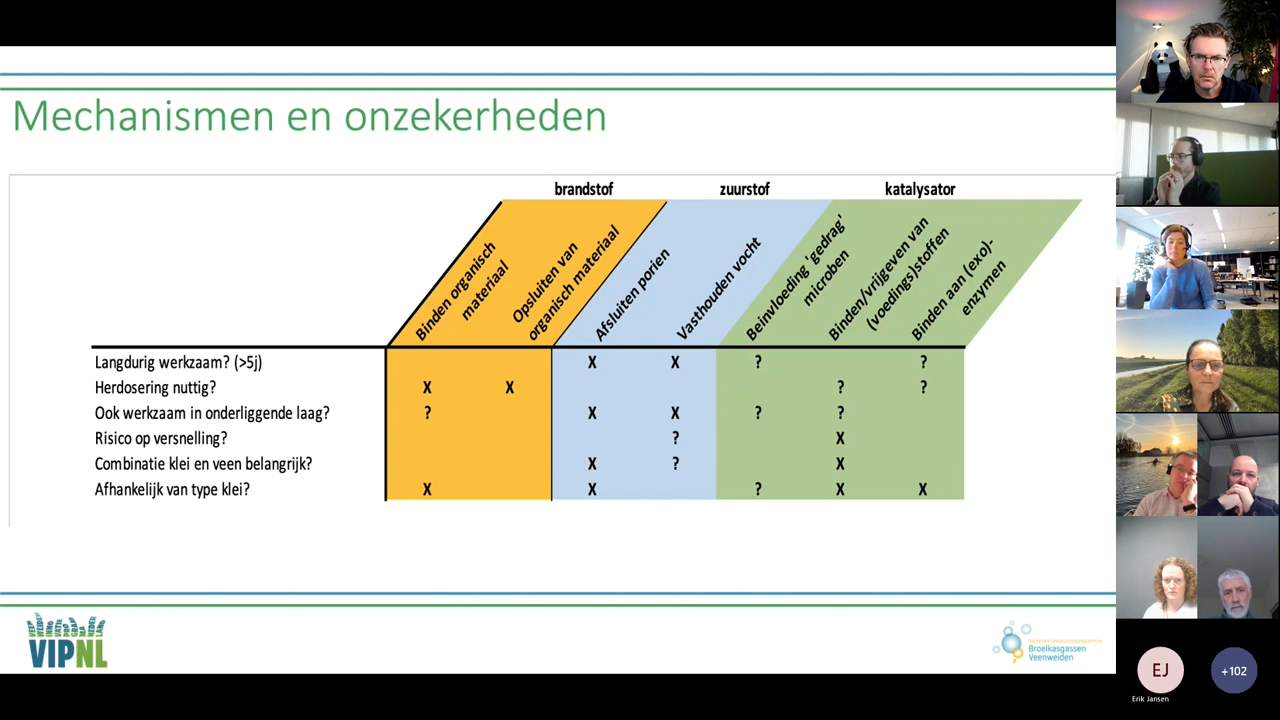 Mechanismen en onzekerheden
brandstof
zuurstof
katalysator
Binden organisch
materiaal
Opsluiten van
organisch materiaal
Afsluiten porien
Vasthouden vocht
Beinvloeding 'gedrag'
microben
Binden/vrijgeven van
(voedings)stoffen
Binden aan (exo)-
enzymen
Langdurig werkzaam? (>5j) X X ? ?
Herdosering nuttig? X X ? ?
Ook werkzaam in onderliggende laag? ? X X ? ?
Risico op versnelling? ? X
Combinatie klei en veen belangrijk? X ? X
Afhankelijk van type klei? X X ? X X
VIPNL
Broeikasgassen
Veenweiden
EJ
Erik Jansen
+102